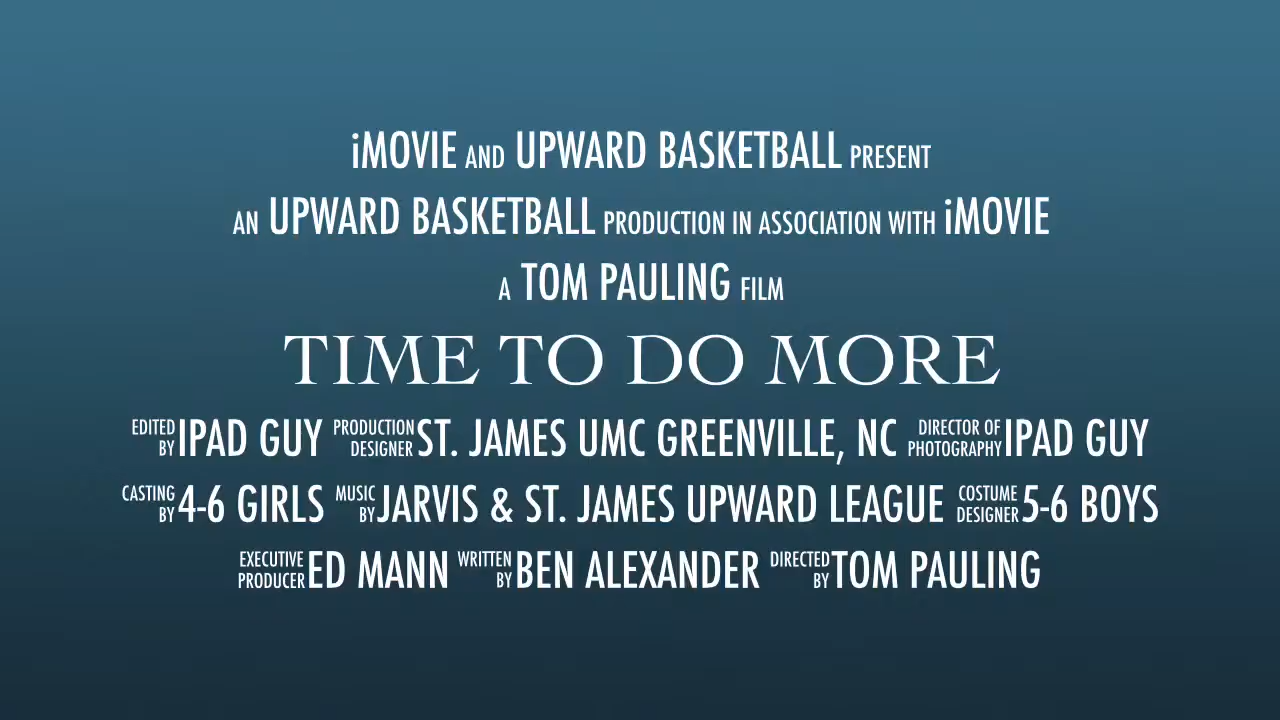 iMOVIE AND UPWARD BASKETBALL PRESENT
AN UPWARD BASKETBALL PRODUCTION IN ASSOCIATION WITH iMOVIE
A TOM PAULING FILM
TIME TO DO MORE
EDITED BY IPAD GUY PRODUCTION DESIGNER ST. JAMES UMC GREENVILLE, NC DIRECTOR OF PHOTOGRAPHY IPAD GUY
CASTING BY 4-6 GIRLS MUSIC BY JARVIS & ST. JAMES UPWARD LEAGUE COSTUME DESIGNER 5-6 BOYS
EXECUTIVE PRODUCER ED MANN WRITTEN BY BEN ALEXANDER DIRECTED BY TOM PAULING